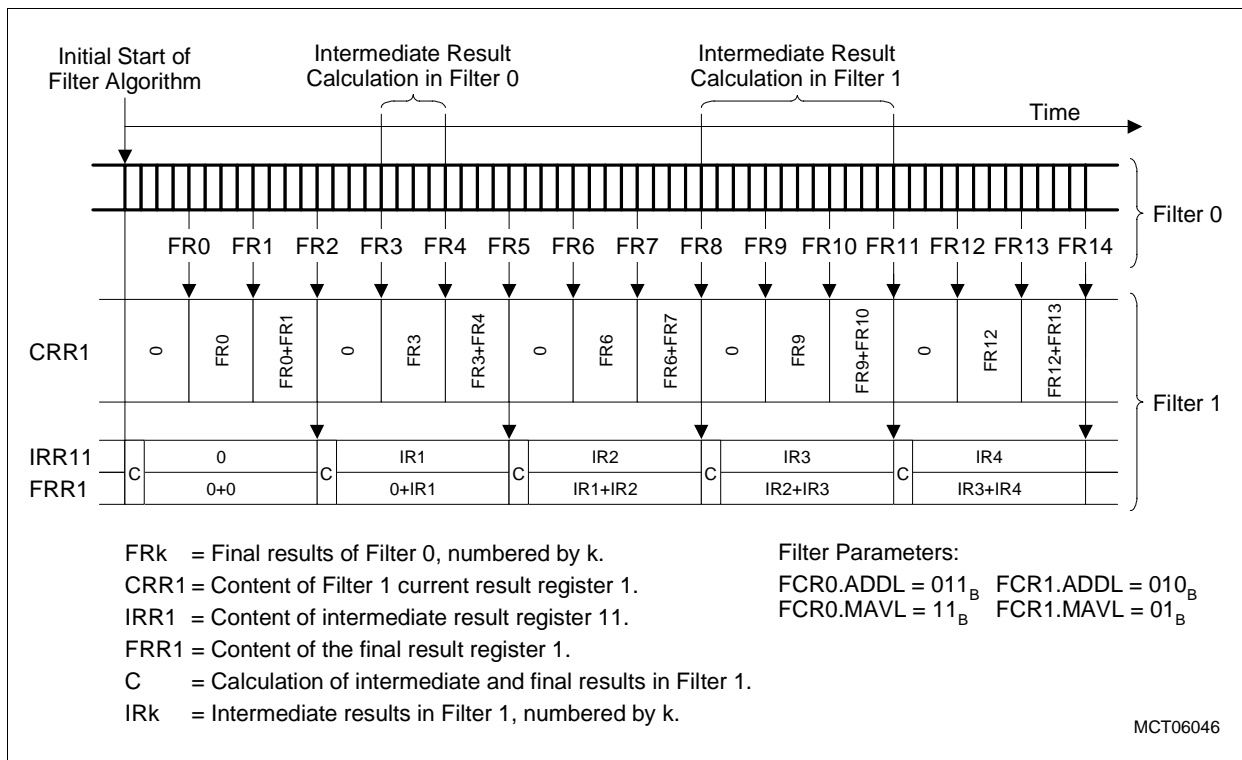 Initial Start of
Filter Algorithm
Intermediate Result
Calculation in Filter 0
Intermediate Result
Calculation in Filter 1
Time
Filter 0
FR0 FR1 FR2 FR3 FR4 FR5 FR6 FR7 FR8 FR9 FR10 FR11 FR12 FR13 FR14
CRR1 0 FR0 FR0+FR1 0 FR3 FR3+FR4 0 FR6 FR6+FR7 0 FR9 FR9+FR10 0 FR12 FR12+FR13
Filter 1
IRR11 0 IR1 IR2 IR3 IR4
C C C C C
FRR1 0+0 0+IR1 IR1+IR2 IR2+IR3 IR3+IR4
FRk = Final results of Filter 0, numbered by k.
CRR1 = Content of Filter 1 current result register 1.
IRR1 = Content of intermediate result register 11.
FRR1 = Content of the final result register 1.
C = Calculation of intermediate and final results in Filter 1.
IRk = Intermediate results in Filter 1, numbered by k.
Filter Parameters:
FCR0.ADDL = 011B FCR1.ADDL = 010B
FCR0.MAVL = 11B FCR1.MAVL = 01B
MCT06046